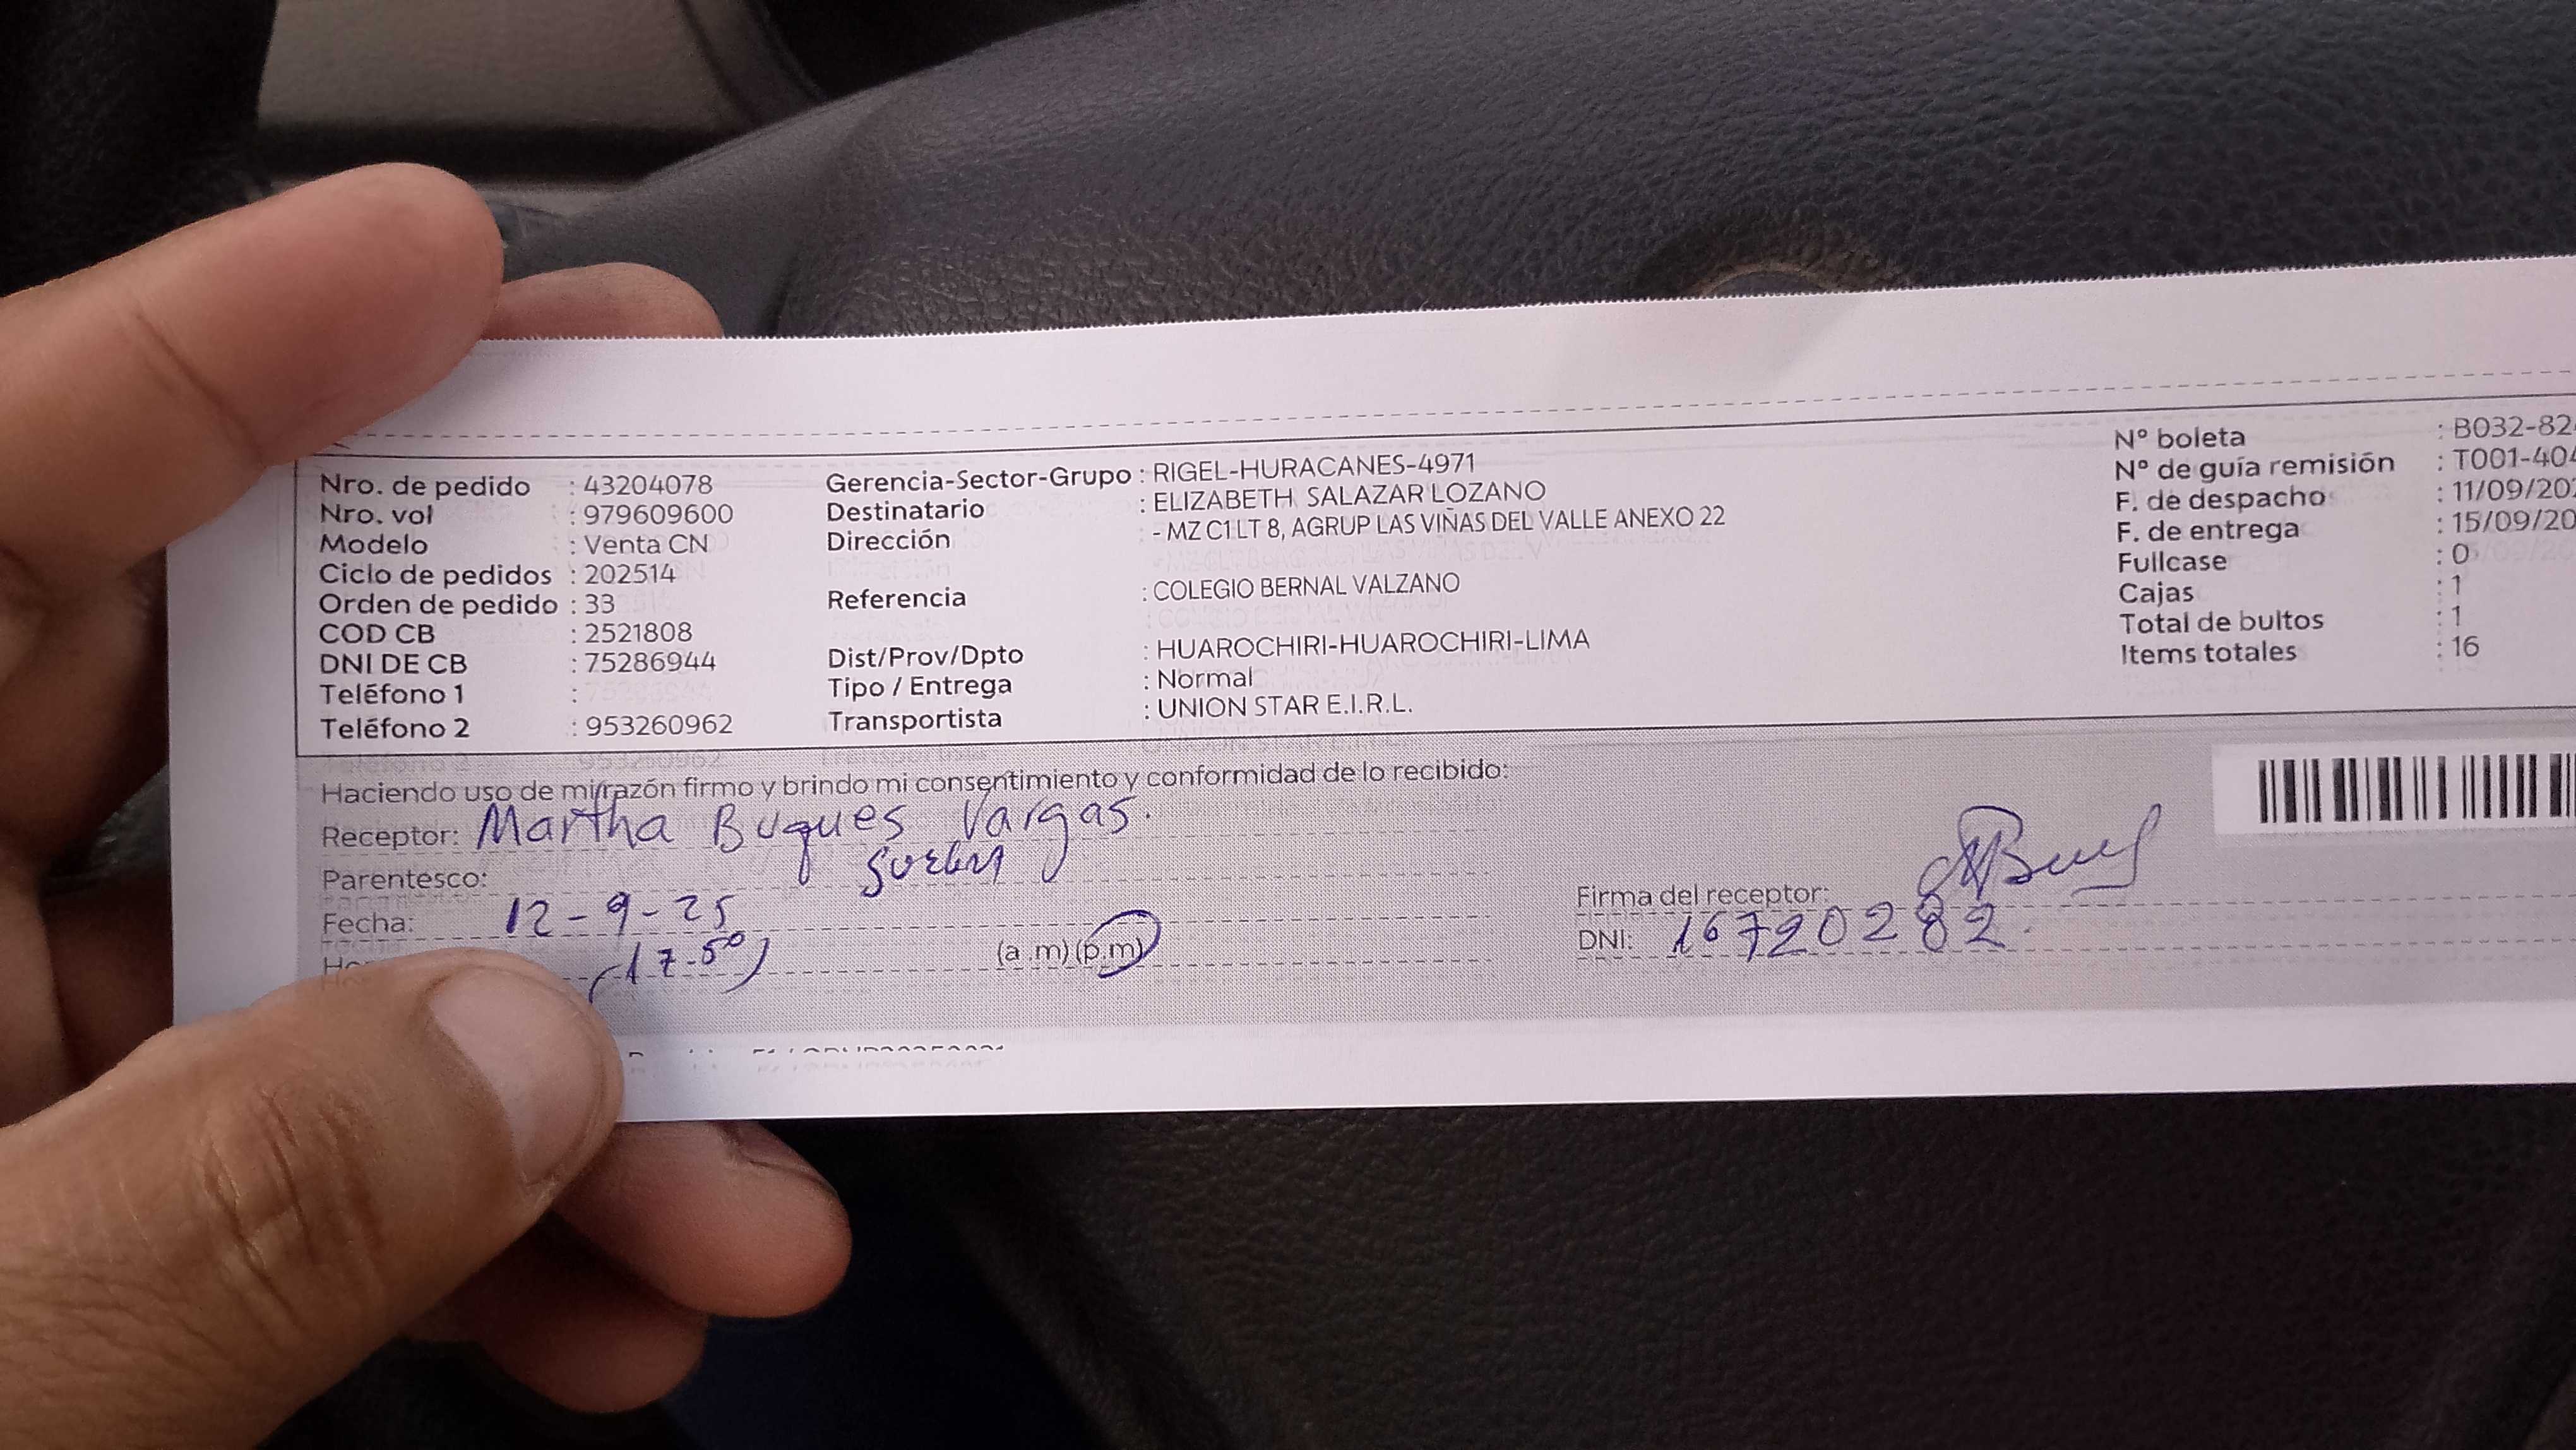 Nro. de pedido : 43204078
Nro. vol : 979609600
Modelo : Venta CN
Ciclo de pedidos : 202514
Orden de pedido : 33
COD CB : 2521808
DNI DE CB : 75286944
Teléfono 1 :
Teléfono 2 : 953260962
Gerencia-Sector-Grupo : RIGEL-HURACANES-4971
Destinatario : ELIZABETH SALAZAR LOZANO
Dirección : - MZ C1 LT 8, AGRUP LAS VIÑAS DEL VALLE ANEXO 22
Referencia : COLEGIO BERNAL VALZANO
Dist/Prov/Dpto : HUAROCHIRI-HUAROCHIRI-LIMA
Tipo / Entrega : Normal
Transportista : UNION STAR E.I.R.L.
Nº boleta : B032-82
Nº de guía remisión : T001-404
F. de despacho : 11/09/20
F. de entrega : 15/09/20
Fullcase : 0
Cajas : 1
Total de bultos : 1
Items totales : 16
Haciendo uso de mi razón firmo y brindo mi consentimiento y conformidad de lo recibido:
Receptor: Martha Buques Vargas.
Parentesco:
Fecha: 12-9-25
(17.50) (a.m) (p.m)
Firma del receptor:
DNI: 16720282